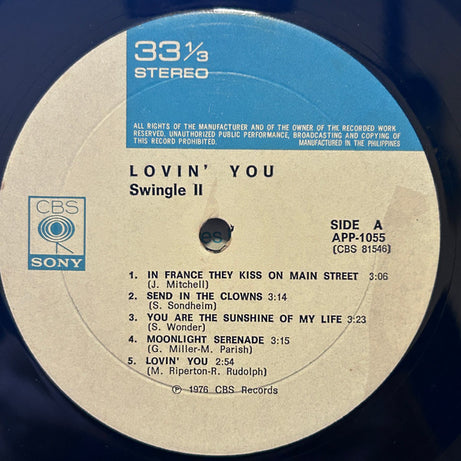 33 1/3
STEREO
ALL RIGHTS OF THE MANUFACTURER AND OF THE OWNER OF THE RECORDED WORK
RESERVED. UNAUTHORIZED PUBLIC PERFORMANCE, BROADCASTING AND COPYING OF
THIS RECORD PROHIBITED. MANUFACTURED IN THE PHILIPPINES
LOVIN' YOU
Swingle II
CBS
SONY
SIDE A
APP-1055
(CBS 81546)
1. IN FRANCE THEY KISS ON MAIN STREET 3:06
(J. Mitchell)
2. SEND IN THE CLOWNS 3:14
(S. Sondheim)
3. YOU ARE THE SUNSHINE OF MY LIFE 3:23
(S. Wonder)
4. MOONLIGHT SERENADE 3:15
(G. Miller-M. Parish)
5. LOVIN' YOU 2:54
(M. Riperton-R. Rudolph)
℗ 1976 CBS Records